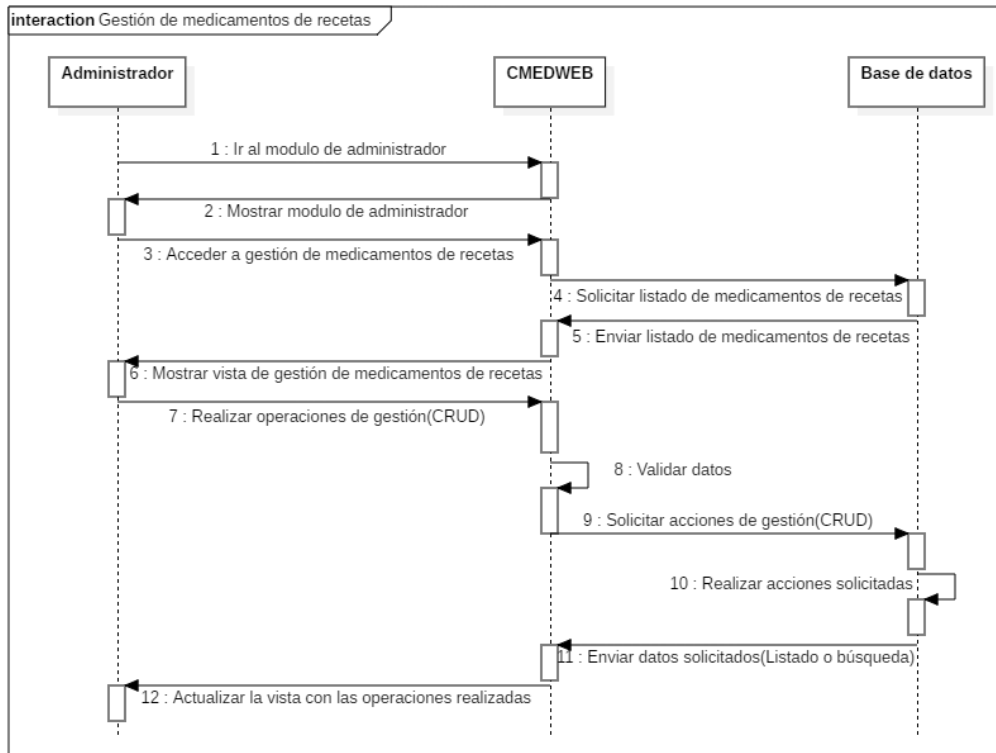 interaction Gestión de medicamentos de recetas
Administrador
CMEDWEB
Base de datos
1 : Ir al modulo de administrador
2 : Mostrar modulo de administrador
3 : Acceder a gestión de medicamentos de recetas
4 : Solicitar listado de medicamentos de recetas
5 : Enviar listado de medicamentos de recetas
6 : Mostrar vista de gestión de medicamentos de recetas
7 : Realizar operaciones de gestión(CRUD)
8 : Validar datos
9 : Solicitar acciones de gestión(CRUD)
10 : Realizar acciones solicitadas
11 : Enviar datos solicitados(Listado o búsqueda)
12 : Actualizar la vista con las operaciones realizadas